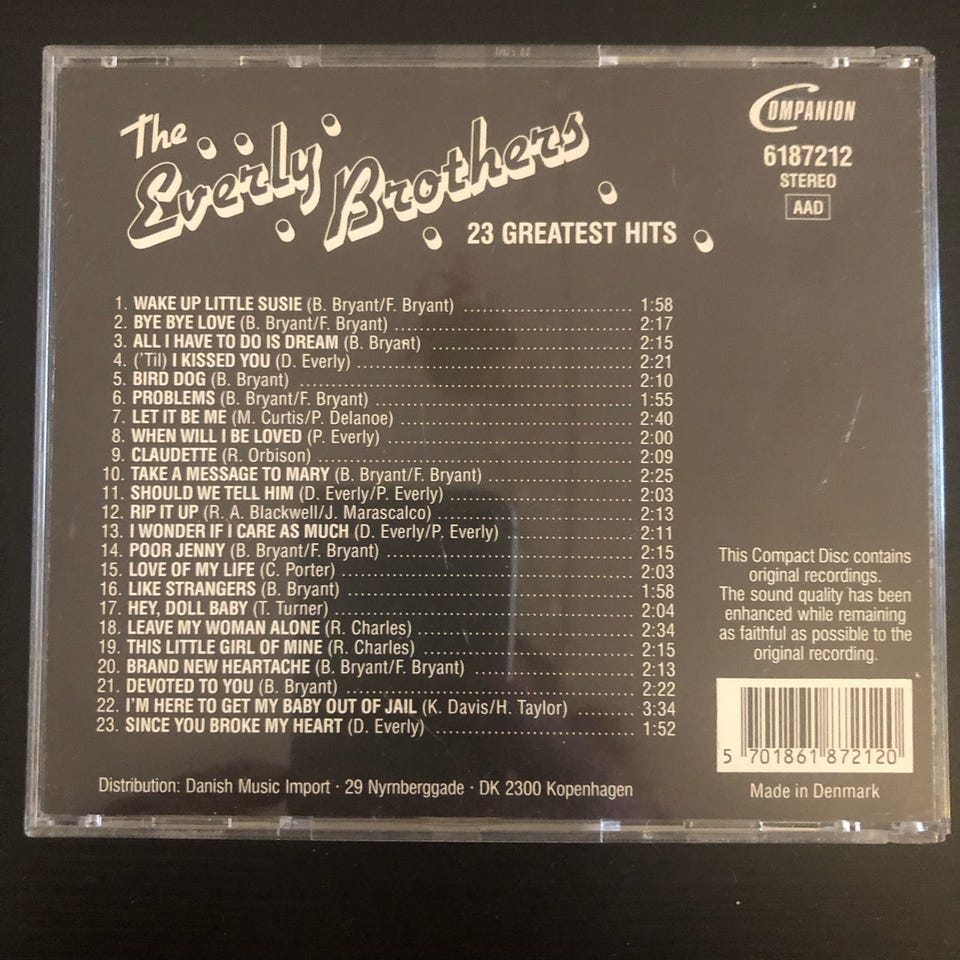 The
Everly Brothers
23 GREATEST HITS
COMPANION
6187212
STEREO
AAD
1. WAKE UP LITTLE SUSIE (B. Bryant/F. Bryant) 1:58
2. BYE BYE LOVE (B. Bryant/F. Bryant) 2:17
3. ALL I HAVE TO DO IS DREAM (B. Bryant) 2:15
4. ('Til) I KISSED YOU (D. Everly) 2:21
5. BIRD DOG (B. Bryant) 2:10
6. PROBLEMS (B. Bryant/F. Bryant) 1:55
7. LET IT BE ME (M. Curtis/P. Delanoe) 2:40
8. WHEN WILL I BE LOVED (P. Everly) 2:00
9. CLAUDETTE (R. Orbison) 2:09
10. TAKE A MESSAGE TO MARY (B. Bryant/F. Bryant) 2:25
11. SHOULD WE TELL HIM (D. Everly/P. Everly) 2:03
12. RIP IT UP (R. A. Blackwell/J. Marascalco) 2:13
13. I WONDER IF I CARE AS MUCH (D. Everly/P. Everly) 2:11
14. POOR JENNY (B. Bryant/F. Bryant) 2:15
15. LOVE OF MY LIFE (C. Porter) 2:03
16. LIKE STRANGERS (B. Bryant) 1:58
17. HEY, DOLL BABY (T. Turner) 2:04
18. LEAVE MY WOMAN ALONE (R. Charles) 2:34
19. THIS LITTLE GIRL OF MINE (R. Charles) 2:15
20. BRAND NEW HEARTACHE (B. Bryant/F. Bryant) 2:13
21. DEVOTED TO YOU (B. Bryant) 2:22
22. I'M HERE TO GET MY BABY OUT OF JAIL (K. Davis/H. Taylor) 3:34
23. SINCE YOU BROKE MY HEART (D. Everly) 1:52
This Compact Disc contains
original recordings.
The sound quality has been
enhanced while remaining
as faithful as possible to the
original recording.
5 701861 872120
Distribution: Danish Music Import · 29 Nyrnberggade · DK 2300 Kopenhagen
Made in Denmark